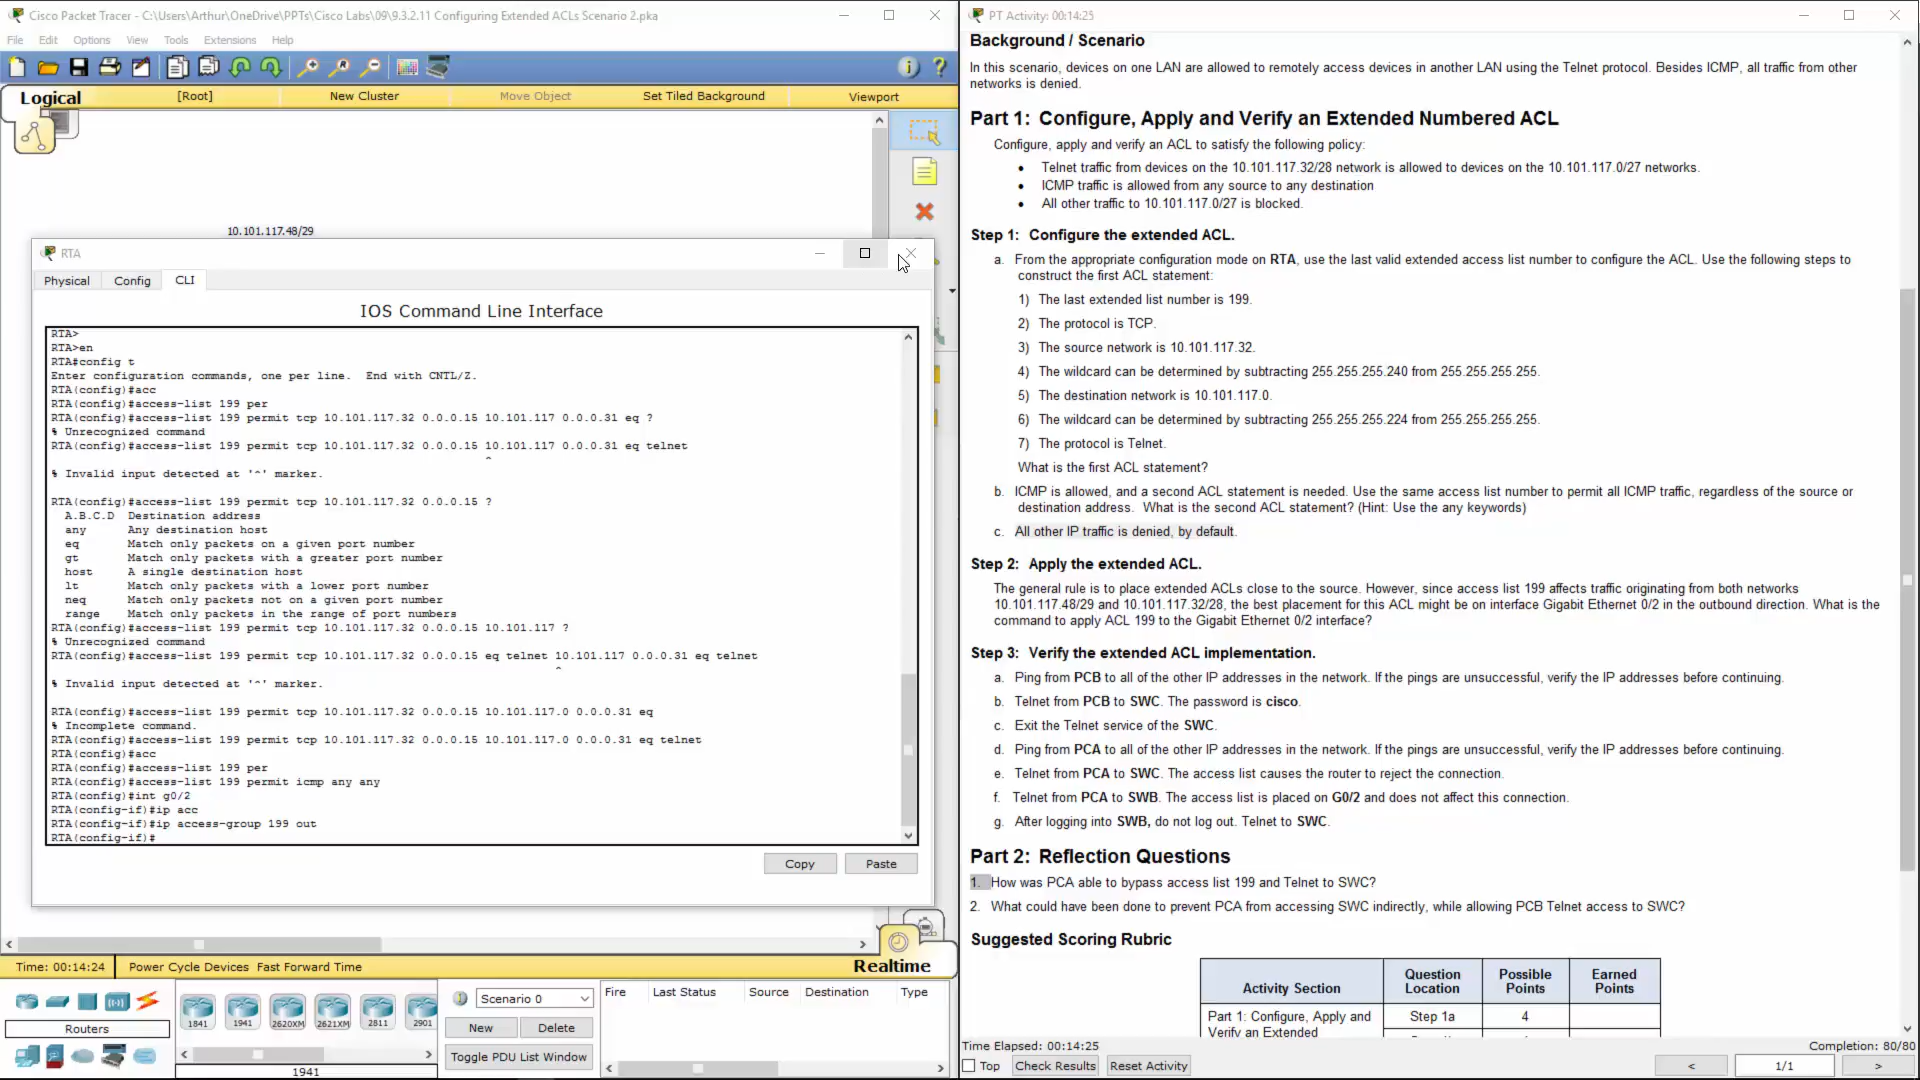 Cisco Packet Tracer - C:\Users\Arthur\OneDrive\PPTs\Cisco Labs\09\9.3.2.11 Configuring Extended ACLs Scenario 2.pka
File Edit Options View Tools Extensions Help
Logical [Root] New Cluster Move Object Set Tiled Background Viewport
10.101.117.48/29
RTA
Physical Config CLI
IOS Command Line Interface
RTA>
RTA>en
RTA#config t
Enter configuration commands, one per line. End with CNTL/Z.
RTA(config)#acc
RTA(config)#access-list 199 per
RTA(config)#access-list 199 permit tcp 10.101.117.32 0.0.0.15 10.101.117 0.0.0.31 eq ?
% Unrecognized command
RTA(config)#access-list 199 permit tcp 10.101.117.32 0.0.0.15 10.101.117 0.0.0.31 eq telnet
^
% Invalid input detected at '^' marker.
RTA(config)#access-list 199 permit tcp 10.101.117.32 0.0.0.15 ?
A.B.C.D Destination address
any Any destination host
eq Match only packets on a given port number
gt Match only packets with a greater port number
host A single destination host
lt Match only packets with a lower port number
neq Match only packets not on a given port number
range Match only packets in the range of port numbers
RTA(config)#access-list 199 permit tcp 10.101.117.32 0.0.0.15 10.101.117 ?
% Unrecognized command
RTA(config)#access-list 199 permit tcp 10.101.117.32 0.0.0.15 eq telnet 10.101.117 0.0.0.31 eq telnet
^
% Invalid input detected at '^' marker.
RTA(config)#access-list 199 permit tcp 10.101.117.32 0.0.0.15 10.101.117.0 0.0.0.31 eq
% Incomplete command.
RTA(config)#access-list 199 permit tcp 10.101.117.32 0.0.0.15 10.101.117.0 0.0.0.31 eq telnet
RTA(config)#acc
RTA(config)#access-list 199 per
RTA(config)#access-list 199 permit icmp any any
RTA(config)#int g0/2
RTA(config-if)#ip acc
RTA(config-if)#ip access-group 199 out
RTA(config-if)#
Copy Paste
Realtime
Time: 00:14:24 Power Cycle Devices Fast Forward Time
Routers
1841 1941 2620XM 2621XM 2811 2901
1941
Scenario 0
New Delete
Toggle PDU List Window
Fire Last Status Source Destination Type
PT Activity: 00:14:25
Background / Scenario
In this scenario, devices on one LAN are allowed to remotely access devices in another LAN using the Telnet protocol. Besides ICMP, all traffic from other
networks is denied.
Part 1: Configure, Apply and Verify an Extended Numbered ACL
Configure, apply and verify an ACL to satisfy the following policy:
• Telnet traffic from devices on the 10.101.117.32/28 network is allowed to devices on the 10.101.117.0/27 networks.
• ICMP traffic is allowed from any source to any destination
• All other traffic to 10.101.117.0/27 is blocked.
Step 1: Configure the extended ACL.
a. From the appropriate configuration mode on RTA, use the last valid extended access list number to configure the ACL. Use the following steps to
construct the first ACL statement:
1) The last extended list number is 199.
2) The protocol is TCP.
3) The source network is 10.101.117.32.
4) The wildcard can be determined by subtracting 255.255.255.240 from 255.255.255.255.
5) The destination network is 10.101.117.0.
6) The wildcard can be determined by subtracting 255.255.255.224 from 255.255.255.255.
7) The protocol is Telnet.
What is the first ACL statement?
b. ICMP is allowed, and a second ACL statement is needed. Use the same access list number to permit all ICMP traffic, regardless of the source or
destination address. What is the second ACL statement? (Hint: Use the any keywords)
c. All other IP traffic is denied, by default.
Step 2: Apply the extended ACL.
The general rule is to place extended ACLs close to the source. However, since access list 199 affects traffic originating from both networks
10.101.117.48/29 and 10.101.117.32/28, the best placement for this ACL might be on interface Gigabit Ethernet 0/2 in the outbound direction. What is the
command to apply ACL 199 to the Gigabit Ethernet 0/2 interface?
Step 3: Verify the extended ACL implementation.
a. Ping from PCB to all of the other IP addresses in the network. If the pings are unsuccessful, verify the IP addresses before continuing.
b. Telnet from PCB to SWC. The password is cisco.
c. Exit the Telnet service of the SWC.
d. Ping from PCA to all of the other IP addresses in the network. If the pings are unsuccessful, verify the IP addresses before continuing.
e. Telnet from PCA to SWC. The access list causes the router to reject the connection.
f. Telnet from PCA to SWB. The access list is placed on G0/2 and does not affect this connection.
g. After logging into SWB, do not log out. Telnet to SWC.
Part 2: Reflection Questions
1. How was PCA able to bypass access list 199 and Telnet to SWC?
2. What could have been done to prevent PCA from accessing SWC indirectly, while allowing PCB Telnet access to SWC?
Suggested Scoring Rubric
Activity Section Question Location Possible Points Earned Points
Part 1: Configure, Apply and Step 1a 4
Verify an Extended
Time Elapsed: 00:14:25 Completion: 80/80
Top Check Results Reset Activity < 1/1 >